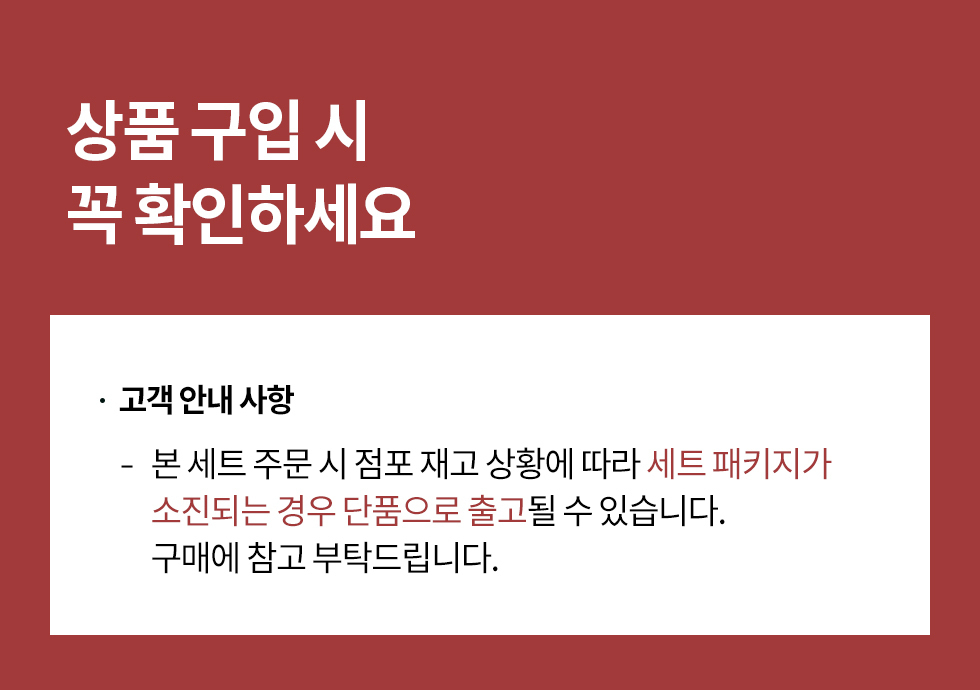 상품 구입 시
꼭 확인하세요
· 고객 안내 사항
- 본 세트 주문 시 점포 재고 상황에 따라 세트 패키지가
소진되는 경우 단품으로 출고될 수 있습니다.
구매에 참고 부탁드립니다.